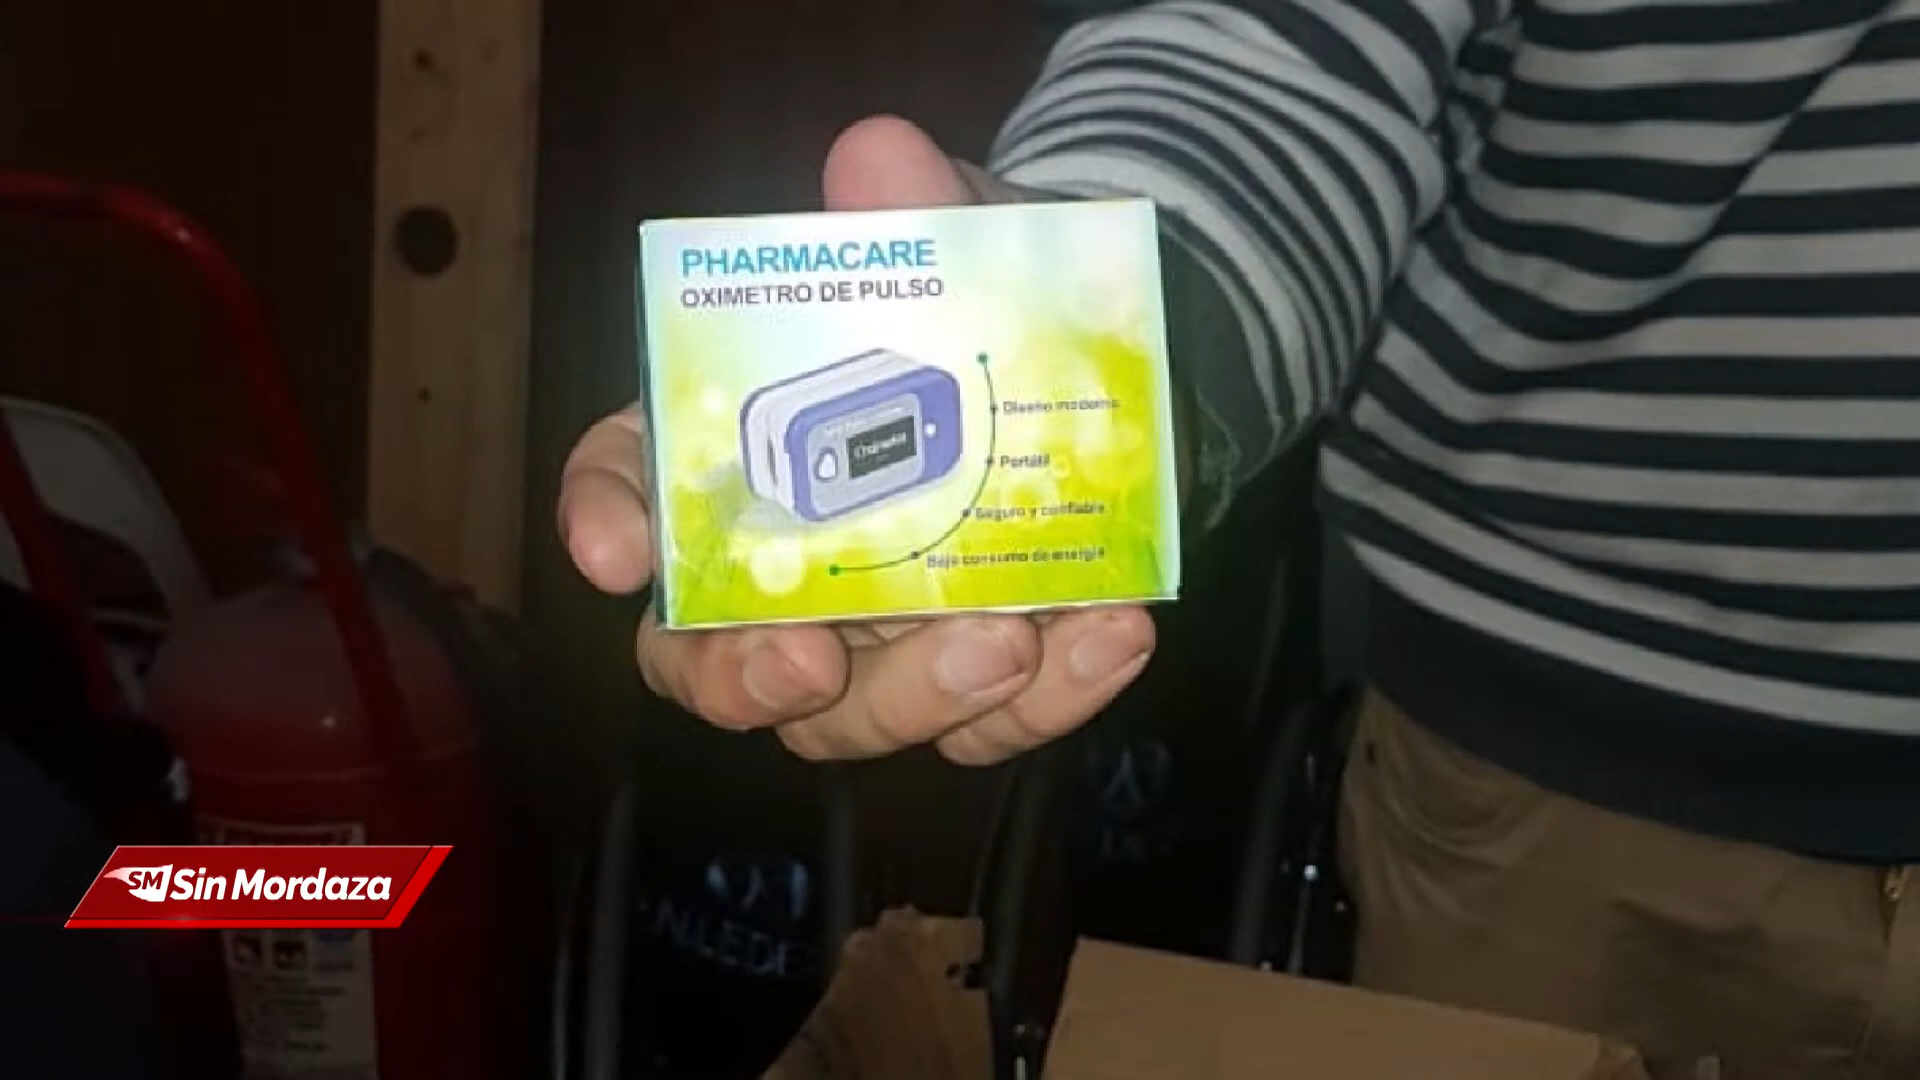 PHARMACARE
OXIMETRO DE PULSO
Diseño moderno
Portátil
Seguro y confiable
Bajo consumo de energía
SM Sin Mordaza